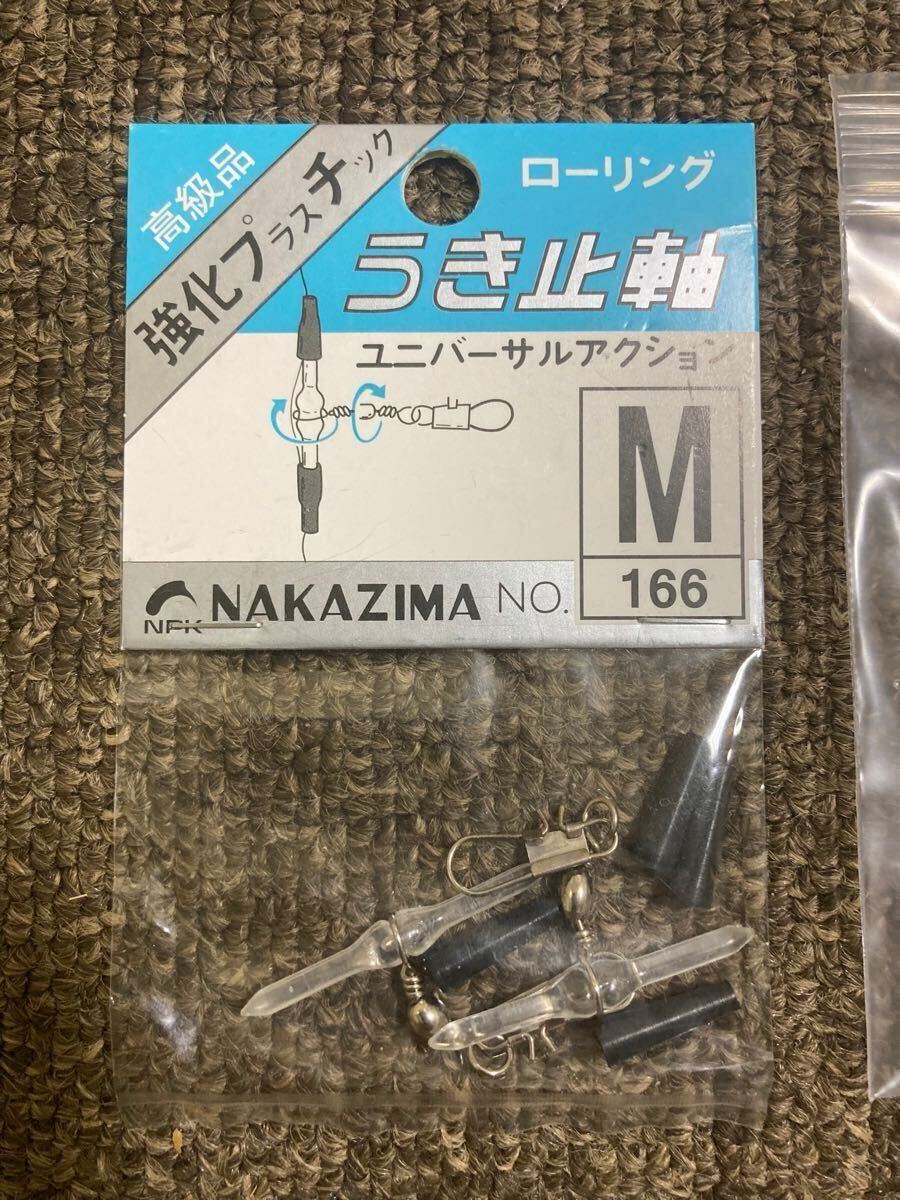 高級品
強化プラスチック
ローリング
うき止軸
ユニバーサルアクション
M
NPK NAKAZIMA NO. 166